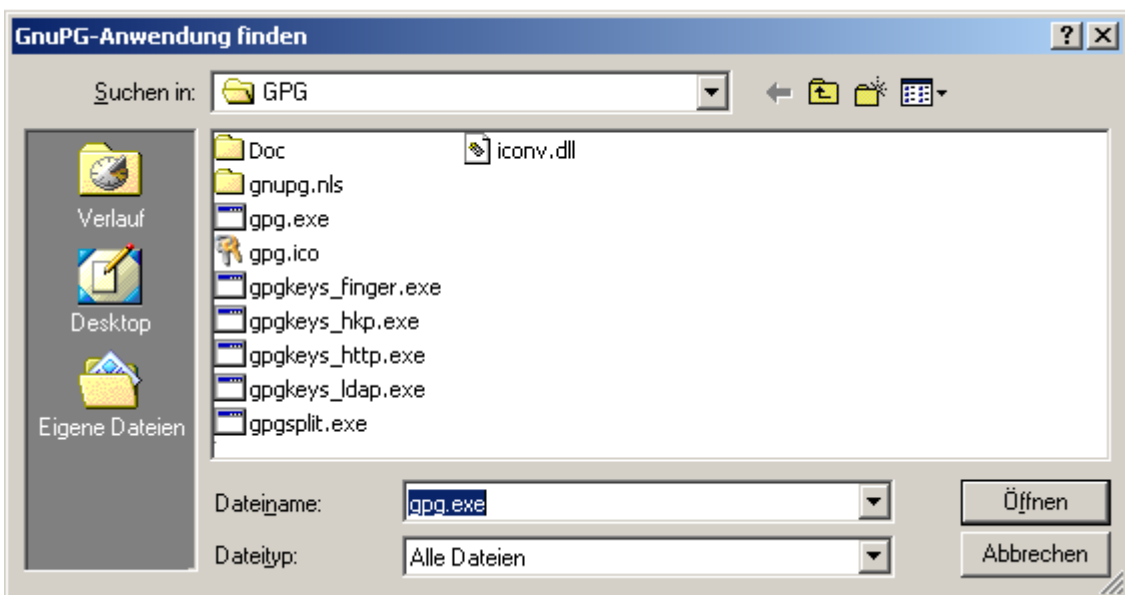 GnuPG-Anwendung finden
Suchen in: GPG
Verlauf
Desktop
Eigene Dateien
Doc
gnupg.nls
gpg.exe
gpg.ico
gpgkeys_finger.exe
gpgkeys_hkp.exe
gpgkeys_http.exe
gpgkeys_ldap.exe
gpgsplit.exe
iconv.dll
Dateiname: gpg.exe Öffnen
Dateityp: Alle Dateien Abbrechen